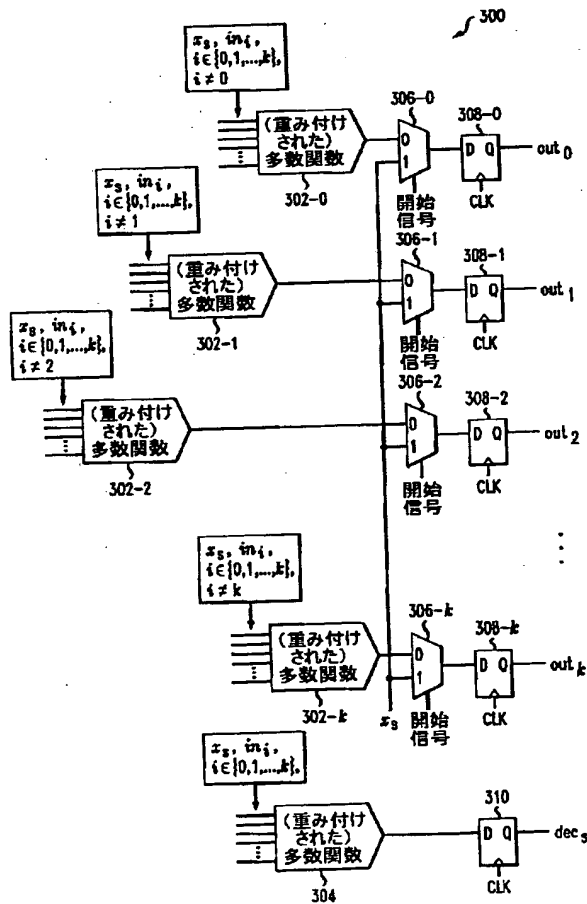 300
x_s, in_i,
i∈{0,1,...,k},
i≠0
(重み付け
された)
多数関数
302-0
306-0
0
1
開始
信号
308-0
D Q
CLK
out_0
x_s, in_i,
i∈{0,1,...,k},
i≠1
(重み付け
された)
多数関数
302-1
306-1
0
1
開始
信号
308-1
D Q
CLK
out_1
x_s, in_i,
i∈{0,1,...,k},
i≠2
(重み付け
された)
多数関数
302-2
306-2
0
1
開始
信号
308-2
D Q
CLK
out_2
x_s, in_i,
i∈{0,1,...,k},
i≠k
(重み付け
された)
多数関数
302-k
306-k
0
1
開始
信号
x_s
308-k
D Q
CLK
out_k
x_s, in_i,
i∈{0,1,...,k},
(重み付け
された)
多数関数
304
310
D Q
CLK
dec_s